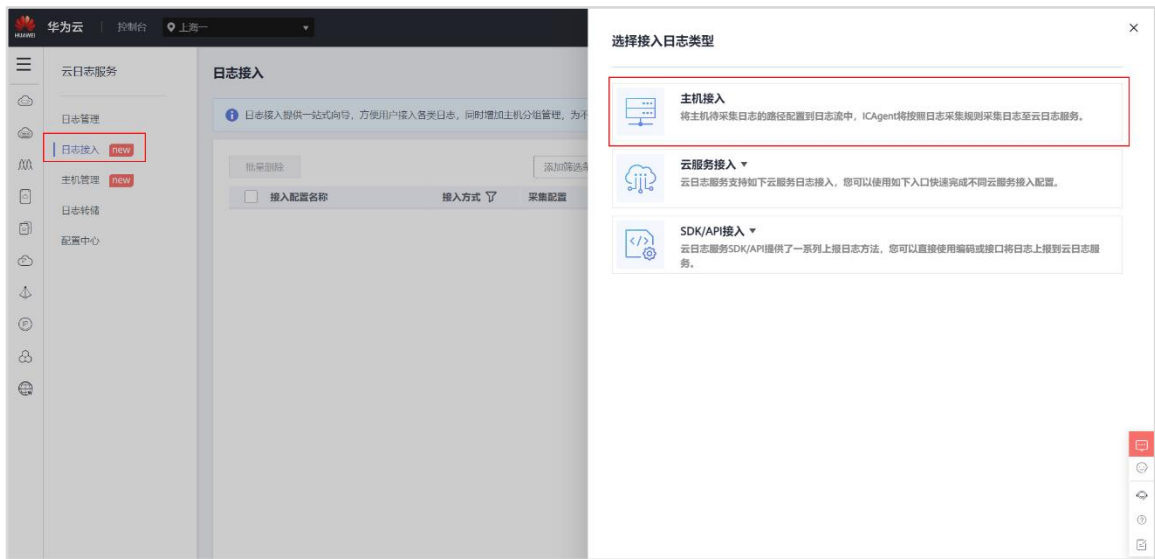 HUAWEI
华为云
控制台
上海一
云日志服务
日志管理
日志接入 new
主机管理 new
日志转储
配置中心
日志接入
日志接入提供一站式向导，方便用户接入各类日志，同时增加主机分组管理，为不
批量删除
添加筛选条
接入配置名称
接入方式
采集配置
选择接入日志类型
主机接入
将主机待采集日志的路径配置到日志流中，ICAgent将按照日志采集规则采集日志至云日志服务。
云服务接入
云日志服务支持如下云服务日志接入，您可以使用如下入口快速完成不同云服务接入配置。
SDK/API接入
云日志服务SDK/API提供了一系列上报日志方法，您可以直接使用编码或接口将日志上报到云日志服
务。